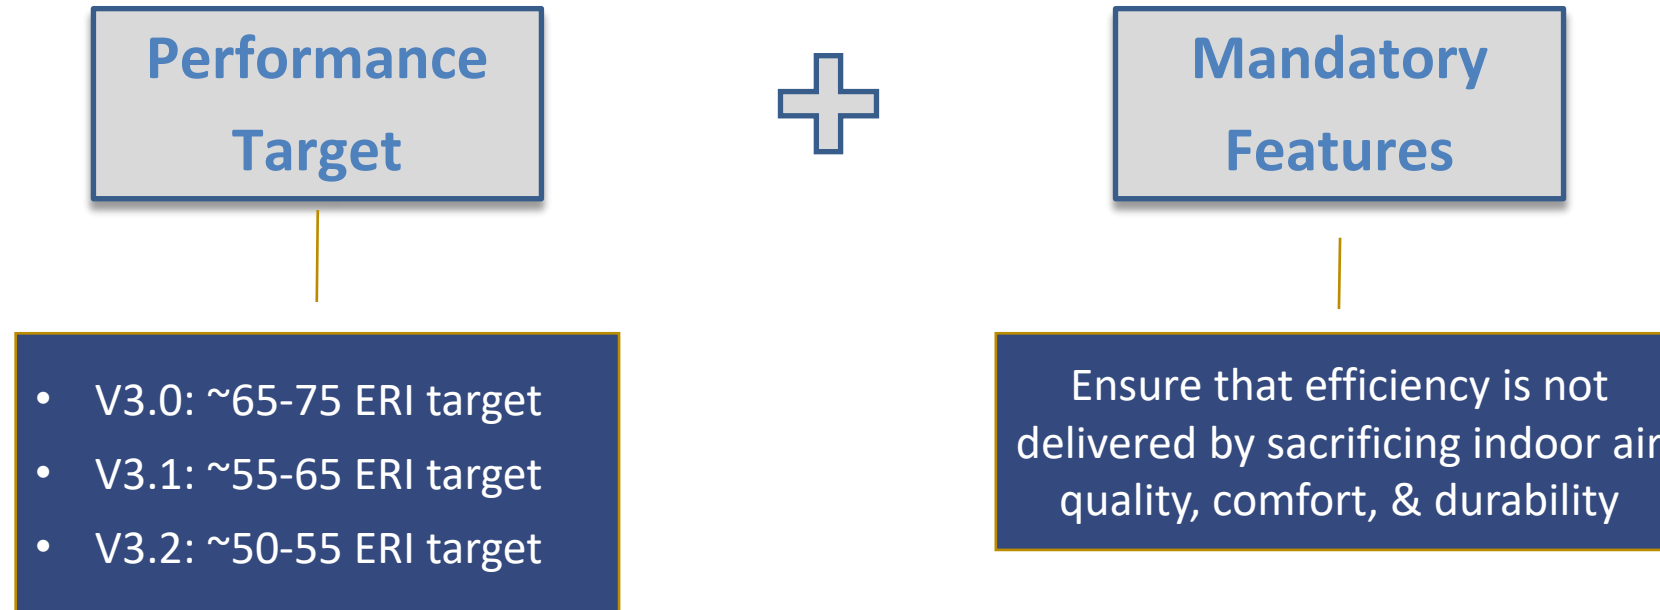 Performance
Target
Mandatory
Features
• V3.0: ~65-75 ERI target
• V3.1: ~55-65 ERI target
• V3.2: ~50-55 ERI target
Ensure that efficiency is not
delivered by sacrificing indoor air
quality, comfort, & durability